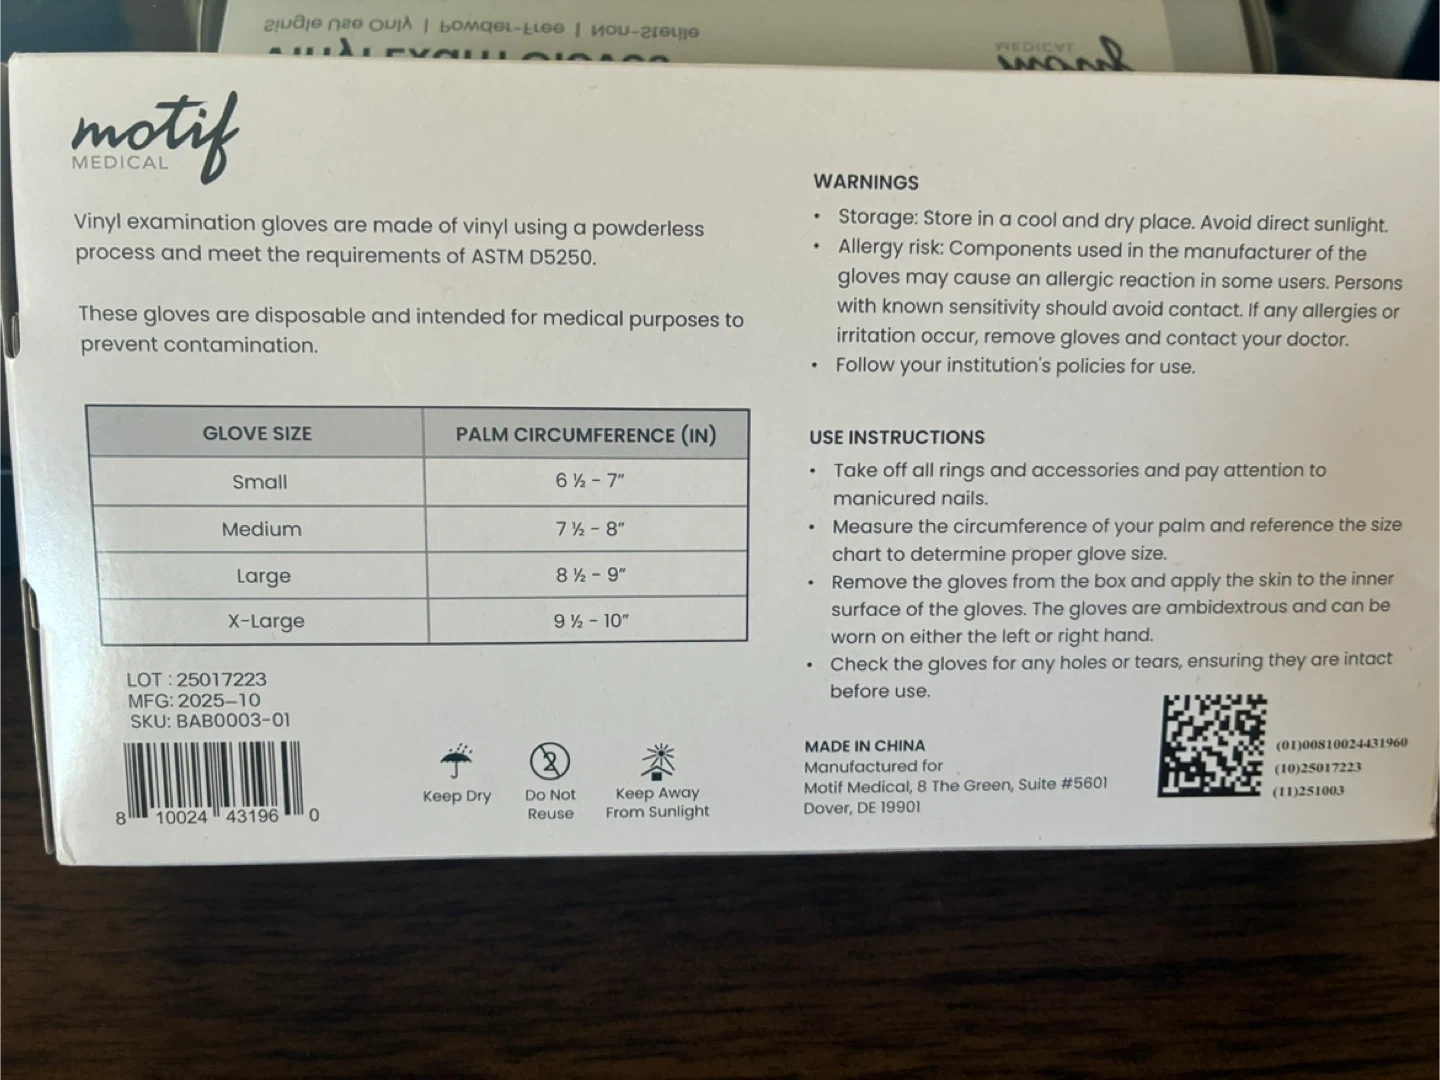 Single Use Only | Powder-Free | Non-Sterile
Vinyl Exam Gloves
motif
MEDICAL
motif
MEDICAL
Vinyl examination gloves are made of vinyl using a powderless
process and meet the requirements of ASTM D5250.
These gloves are disposable and intended for medical purposes to
prevent contamination.
GLOVE SIZE PALM CIRCUMFERENCE (IN)
Small 6 ½ – 7"
Medium 7 ½ – 8"
Large 8 ½ – 9"
X-Large 9 ½ – 10"
LOT : 25017223
MFG: 2025–10
SKU: BAB0003-01
8 10024 43196 0
Keep Dry
2
Do Not
Reuse
Keep Away
From Sunlight
WARNINGS
• Storage: Store in a cool and dry place. Avoid direct sunlight.
• Allergy risk: Components used in the manufacturer of the
gloves may cause an allergic reaction in some users. Persons
with known sensitivity should avoid contact. If any allergies or
irritation occur, remove gloves and contact your doctor.
• Follow your institution's policies for use.
USE INSTRUCTIONS
• Take off all rings and accessories and pay attention to
manicured nails.
• Measure the circumference of your palm and reference the size
chart to determine proper glove size.
• Remove the gloves from the box and apply the skin to the inner
surface of the gloves. The gloves are ambidextrous and can be
worn on either the left or right hand.
• Check the gloves for any holes or tears, ensuring they are intact
before use.
MADE IN CHINA
Manufactured for
Motif Medical, 8 The Green, Suite #5601
Dover, DE 19901
(01)00810024431960
(10)25017223
(11)251003